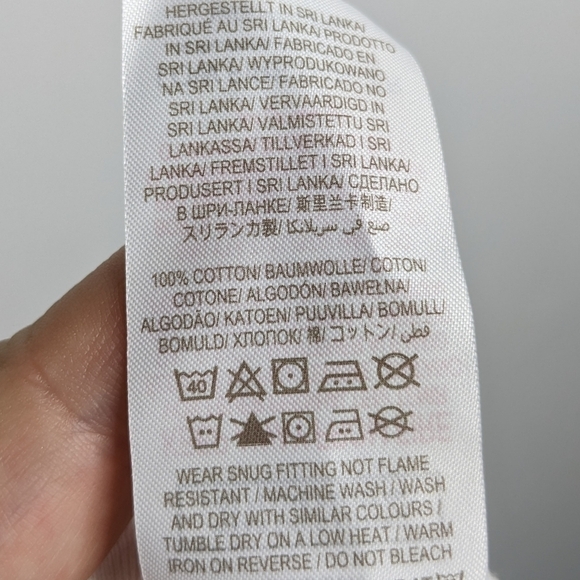 HERGESTELLT IN SRI LANKA/
FABRIQUÉ AU SRI LANKA/ PRODOTTO
IN SRI LANKA/ FABRICADO EN
SRI LANKA/ WYPRODUKOWANO
NA SRI LANCE/ FABRICADO NO
SRI LANKA/ VERVAARDIGD IN
SRI LANKA/ VALMISTETTU SRI
LANKASSA/ TILLVERKAD I SRI
LANKA/ FREMSTILLET I SRI LANKA/
PRODUSERT I SRI LANKA/ СДЕЛАНО
В ШРИ-ЛАНКЕ/ 斯里兰卡制造/
スリランカ製/ صنع في سريلانكا
100% COTTON/ BAUMWOLLE/ COTON/
COTONE/ ALGODÓN/ BAWEŁNA/
ALGODÃO/ KATOEN/ PUUVILLA/ BOMULL/
BOMULD/ ХЛОПОК/ 棉/ コットン/ قطن
40
WEAR SNUG FITTING NOT FLAME
RESISTANT / MACHINE WASH / WASH
AND DRY WITH SIMILAR COLOURS /
TUMBLE DRY ON A LOW HEAT / WARM
IRON ON REVERSE / DO NOT BLEACH